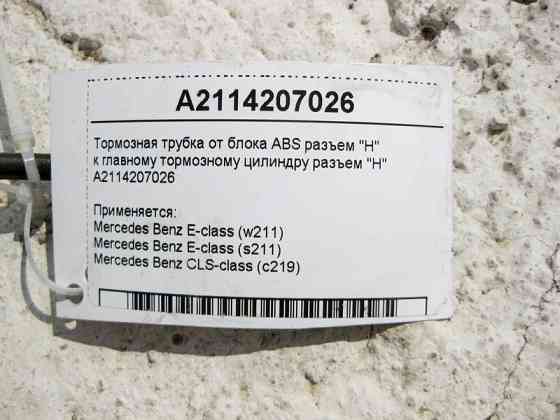 A2114207026
Тормозная трубка от блока ABS разъем "H"
к главному тормозному цилиндру разъем "H"
A2114207026
Применяется:
Mercedes Benz E-class (w211)
Mercedes Benz E-class (s211)
Mercedes Benz CLS-class (c219)